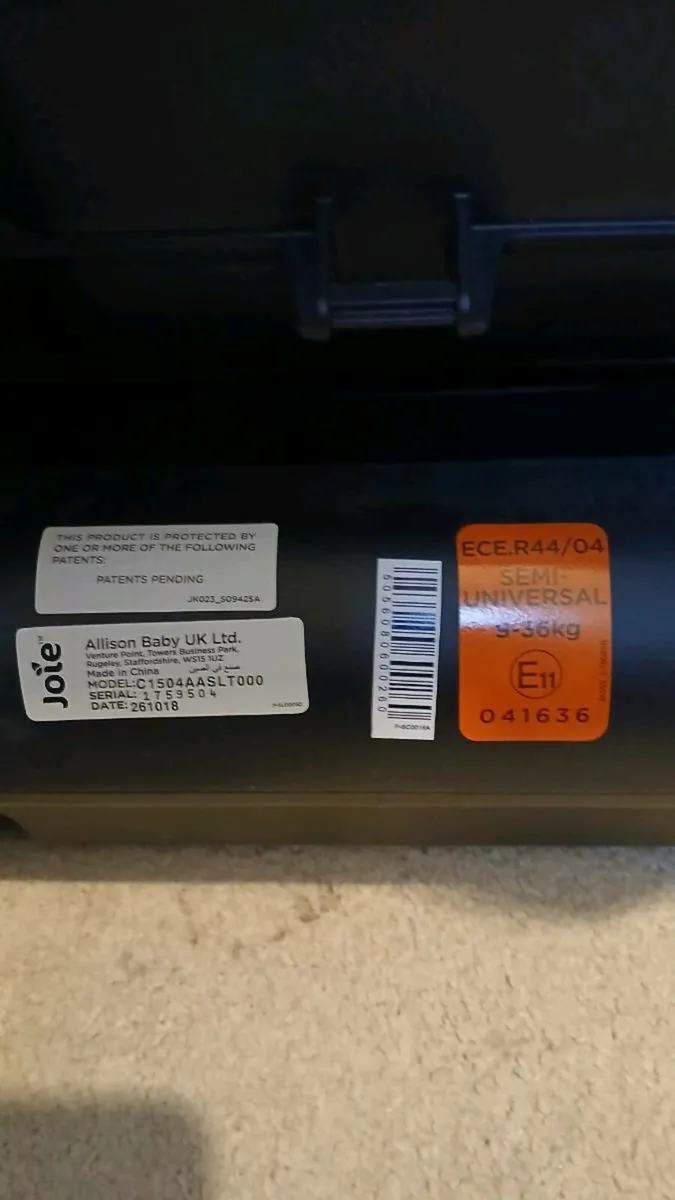 THIS PRODUCT IS PROTECTED BY
ONE OR MORE OF THE FOLLOWING
PATENTS:
PATENTS PENDING
JK023_S09425A
Joie™
Allison Baby UK Ltd.
Venture Point, Towers Business Park,
Rugeley, Staffordshire, WS15 1UZ
Made in China صنع في الصين
MODEL:C1504AASLT000
SERIAL: 1759504
DATE: 261018
P-BC0016A
ECE.R44/04
SEMI-
UNIVERSAL
9-36kg
E11
041636